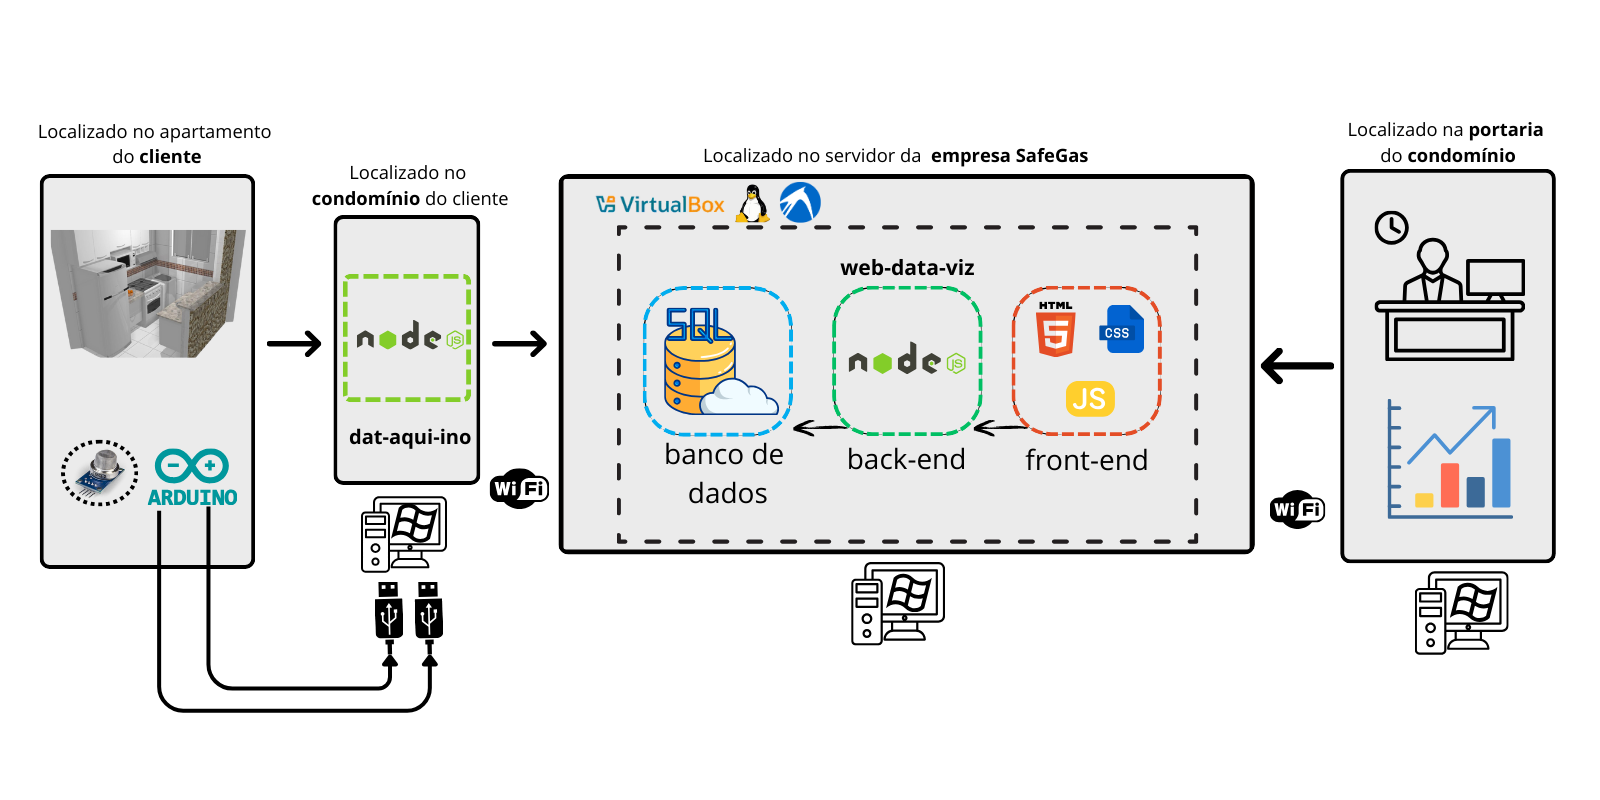 Localizado no apartamento
do cliente
Localizado no
condomínio do cliente
Localizado no servidor da empresa SafeGas
Localizado na portaria
do condomínio
VirtualBox
web-data-viz
SQL
HTML
5
CSS
JS
node
JS
node
JS
dat-aqui-ino
banco de
dados
back-end
front-end
ARDUINO
Wi Fi
Wi Fi